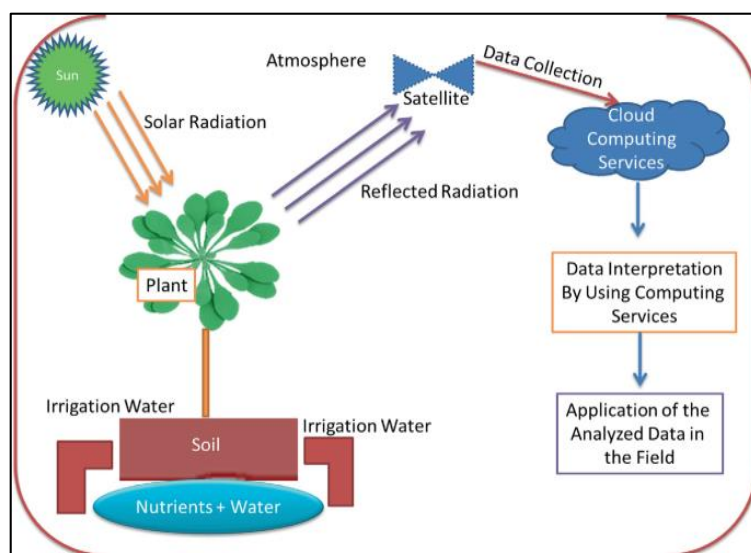 Sun
Solar Radiation
Atmosphere
Satellite
Data Collection
Cloud
Computing
Services
Reflected Radiation
Plant
Data Interpretation
By Using Computing
Services
Irrigation Water
Soil
Irrigation Water
Nutrients + Water
Application of the
Analyzed Data in
the Field